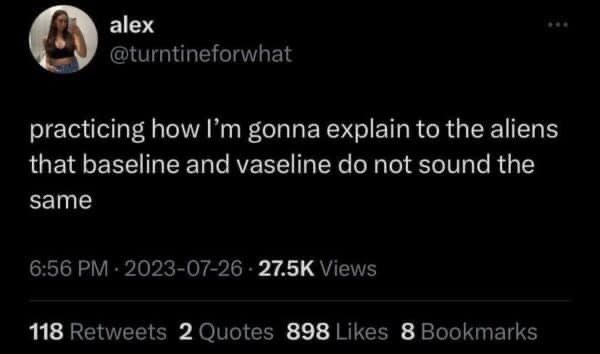 alex
@turntineforwhat
practicing how I’m gonna explain to the aliens
that baseline and vaseline do not sound the
same
6:56 PM · 2023-07-26 · 27.5K Views
118 Retweets 2 Quotes 898 Likes 8 Bookmarks